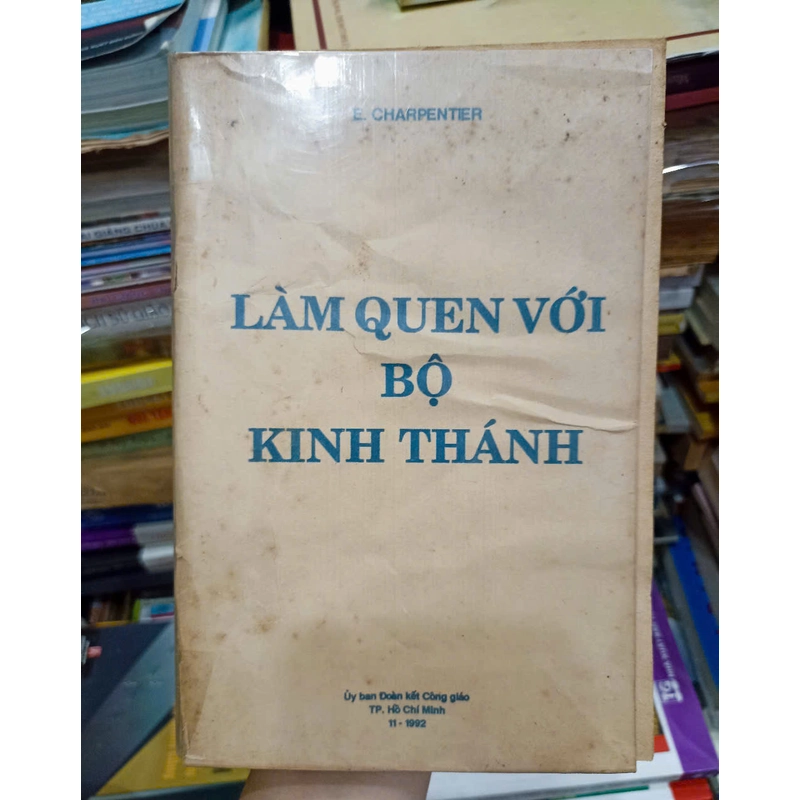 E. CHARPENTIER
LÀM QUEN VỚI
BỘ
KINH THÁNH
Ủy ban Đoàn kết Công giáo
TP. Hồ Chí Minh
11 - 1992